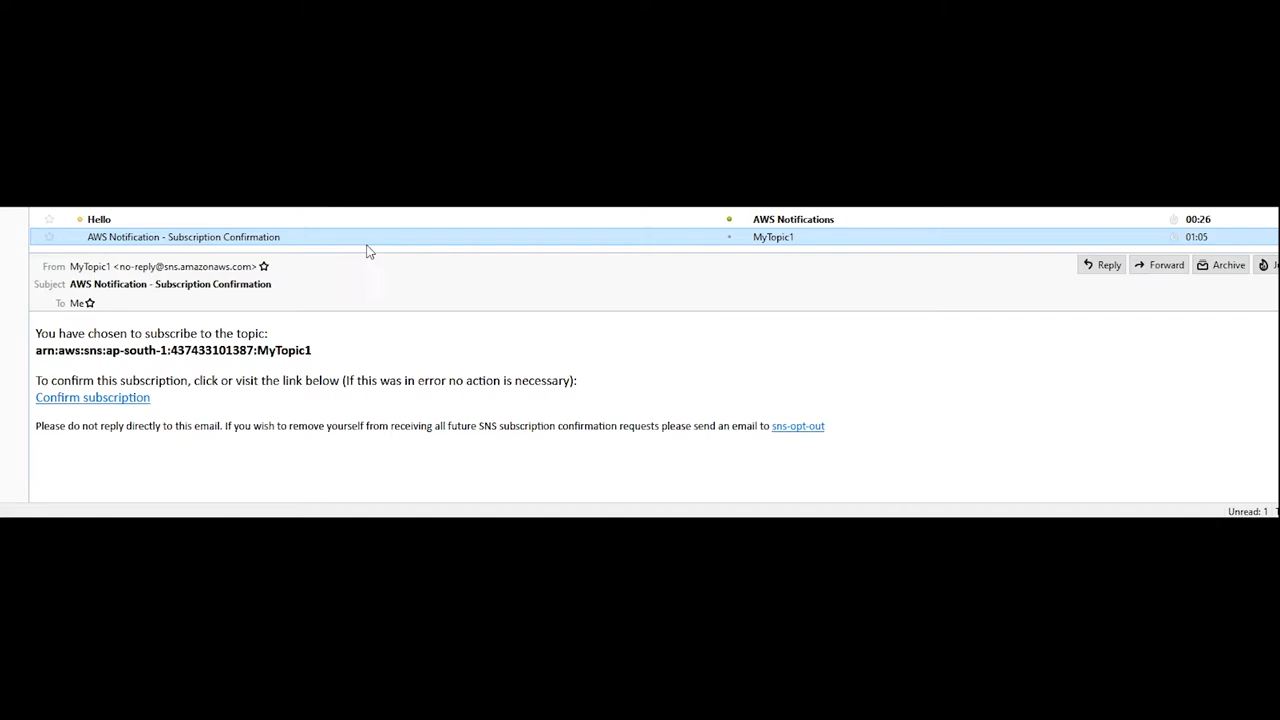 Hello AWS Notifications 00:26
AWS Notification - Subscription Confirmation MyTopic1 01:05
From MyTopic1 <no-reply@sns.amazonaws.com> Reply Forward Archive
Subject AWS Notification - Subscription Confirmation
To Me
You have chosen to subscribe to the topic:
arn:aws:sns:ap-south-1:437433101387:MyTopic1
To confirm this subscription, click or visit the link below (If this was in error no action is necessary):
Confirm subscription
Please do not reply directly to this email. If you wish to remove yourself from receiving all future SNS subscription confirmation requests please send an email to sns-opt-out
Unread: 1